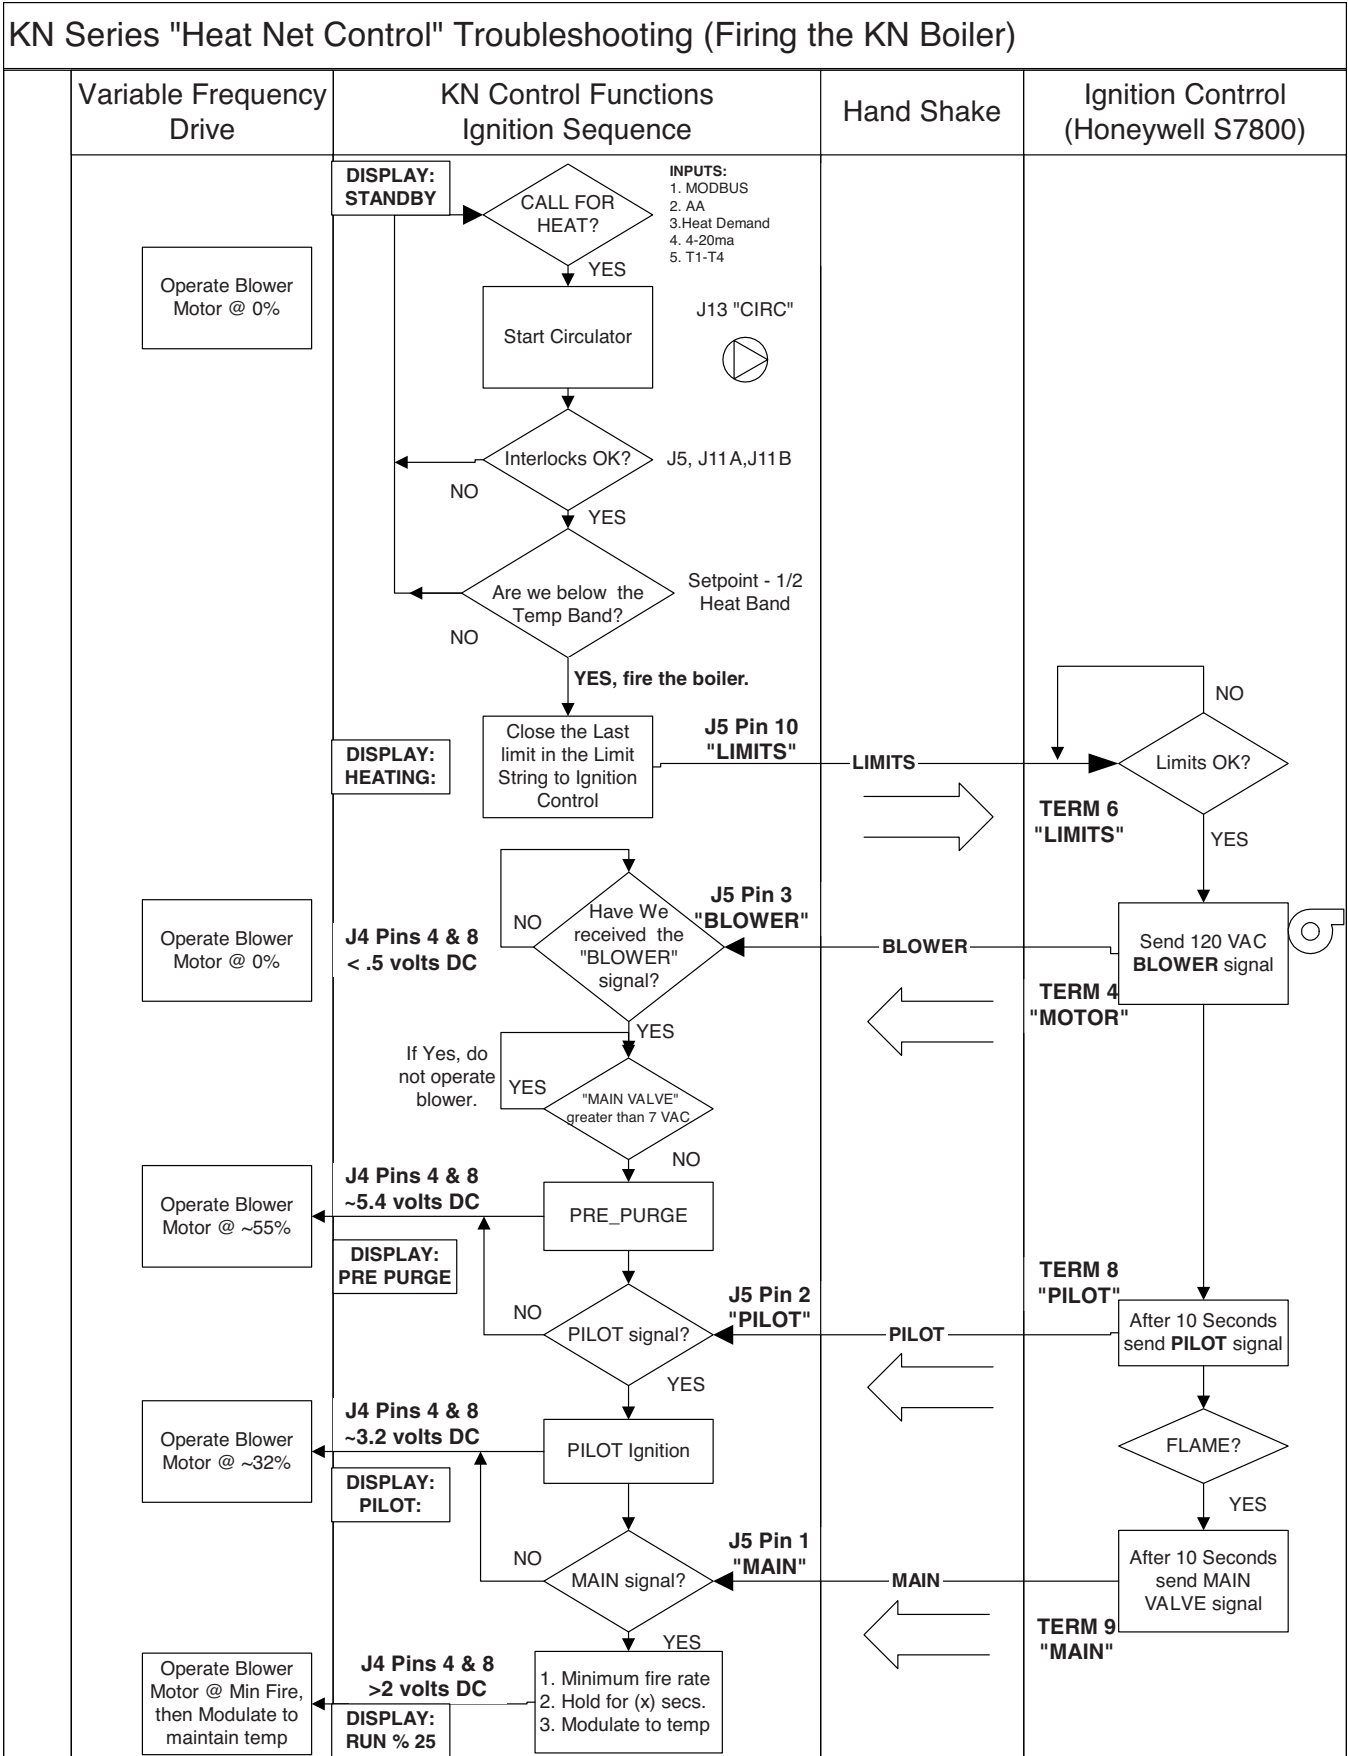 KN Series "Heat Net Control" Troubleshooting (Firing the KN Boiler)
Variable Frequency
Drive
KN Control Functions
Ignition Sequence
Hand Shake
Ignition Contrrol
(Honeywell S7800)
DISPLAY:
STANDBY
CALL FOR
HEAT?
INPUTS:
1. MODBUS
2. AA
3.Heat Demand
4. 4-20ma
5. T1-T4
YES
Operate Blower
Motor @ 0%
Start Circulator
J13 "CIRC"
Interlocks OK?
J5, J11A,J11B
NO
YES
Are we below the
Temp Band?
Setpoint - 1/2
Heat Band
NO
YES, fire the boiler.
DISPLAY:
HEATING:
Close the Last
limit in the Limit
String to Ignition
Control
J5 Pin 10
"LIMITS"
LIMITS
NO
Limits OK?
TERM 6
"LIMITS"
YES
Operate Blower
Motor @ 0%
J4 Pins 4 & 8
< .5 volts DC
NO
Have We
received the
"BLOWER"
signal?
J5 Pin 3
"BLOWER"
BLOWER
Send 120 VAC
BLOWER signal
TERM 4
"MOTOR"
YES
If Yes, do
not operate
blower.
YES
"MAIN VALVE"
greater than 7 VAC
NO
Operate Blower
Motor @ ~55%
J4 Pins 4 & 8
~5.4 volts DC
PRE_PURGE
DISPLAY:
PRE PURGE
NO
PILOT signal?
J5 Pin 2
"PILOT"
PILOT
TERM 8
"PILOT"
After 10 Seconds
send PILOT signal
YES
Operate Blower
Motor @ ~32%
J4 Pins 4 & 8
~3.2 volts DC
PILOT Ignition
FLAME?
DISPLAY:
PILOT:
YES
NO
MAIN signal?
J5 Pin 1
"MAIN"
MAIN
After 10 Seconds
send MAIN
VALVE signal
TERM 9
"MAIN"
YES
Operate Blower
Motor @ Min Fire,
then Modulate to
maintain temp
J4 Pins 4 & 8
>2 volts DC
1. Minimum fire rate
2. Hold for (x) secs.
3. Modulate to temp
DISPLAY:
RUN % 25